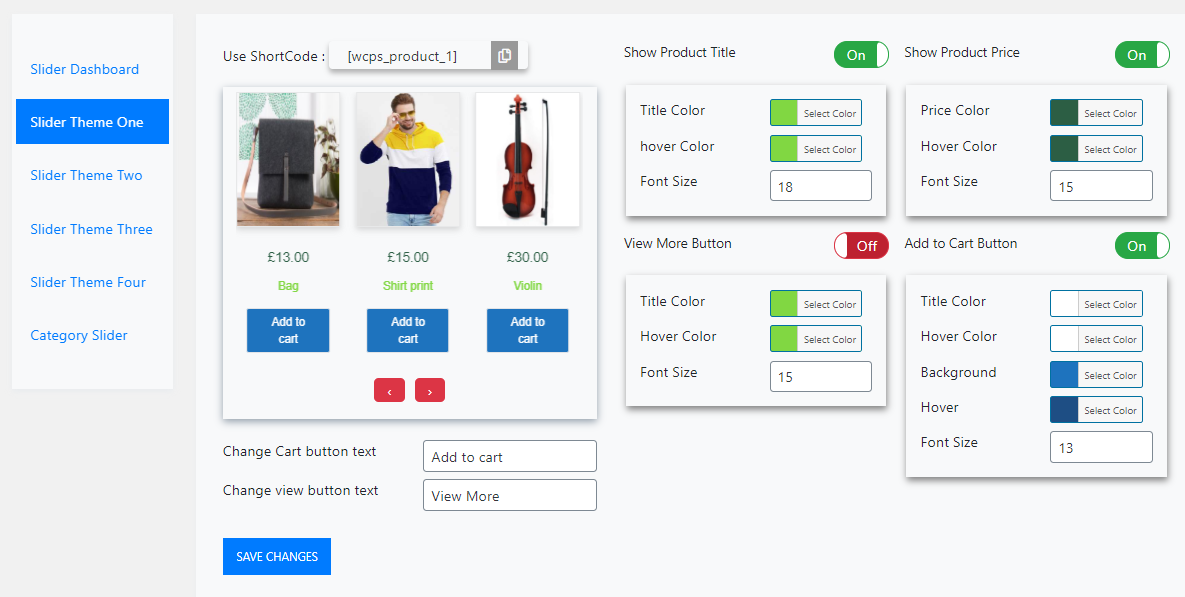 Slider Dashboard
Slider Theme One
Slider Theme Two
Slider Theme Three
Slider Theme Four
Category Slider
Use ShortCode : [wcps_product_1]
£13.00 £15.00 £30.00
Bag Shirt print Violin
Add to cart
Add to cart
Add to cart
‹ ›
Change Cart button text Add to cart
Change view button text View More
SAVE CHANGES
Show Product Title On
Title Color Select Color
hover Color Select Color
Font Size 18
View More Button Off
Title Color Select Color
Hover Color Select Color
Font Size 15
Show Product Price On
Price Color Select Color
Hover Color Select Color
Font Size 15
Add to Cart Button On
Title Color Select Color
Hover Color Select Color
Background Select Color
Hover Select Color
Font Size 13